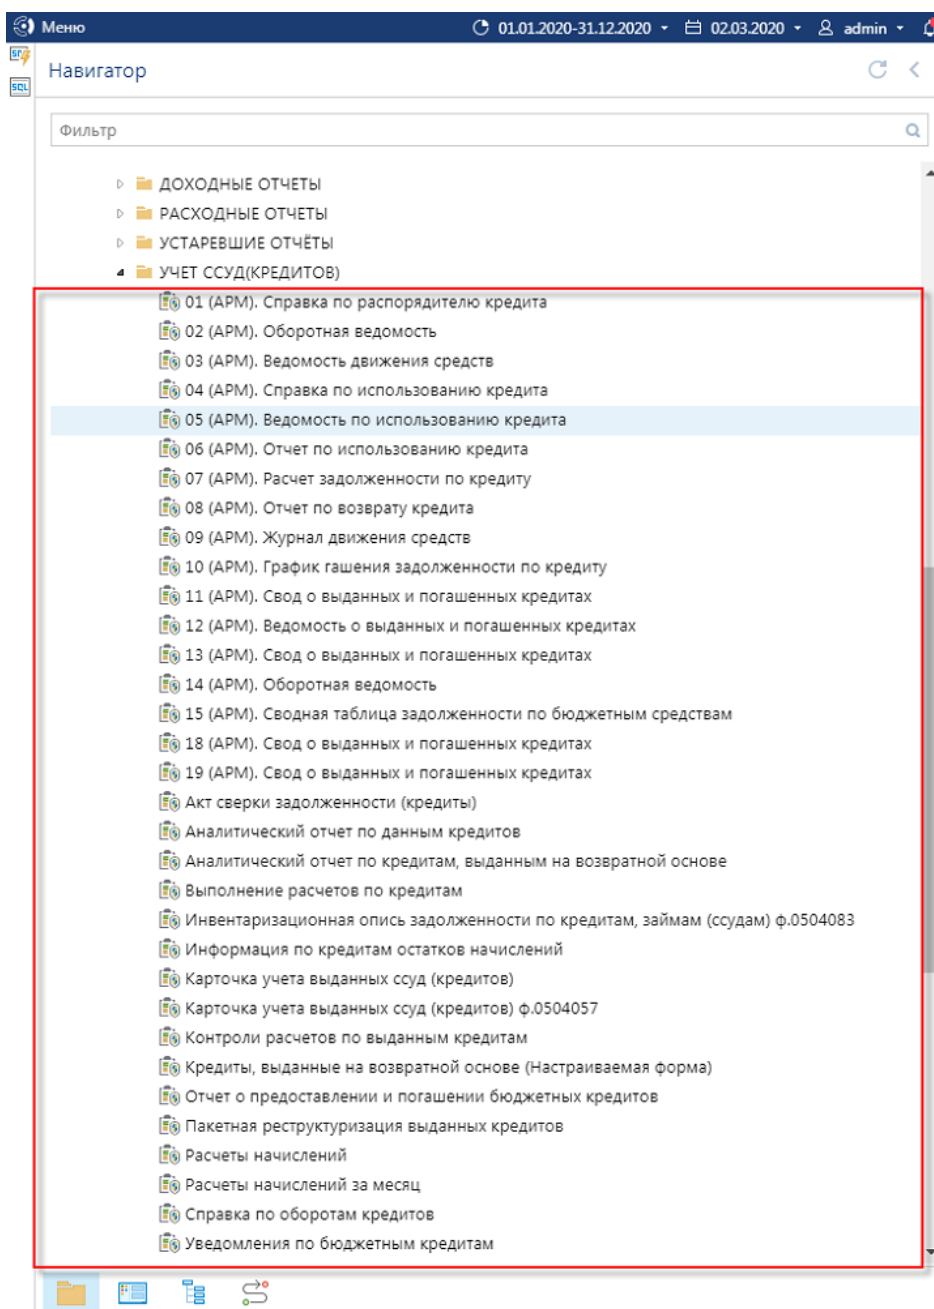 Меню 01.01.2020-31.12.2020 02.03.2020 admin
SQL
Навигатор
Фильтр
ДОХОДНЫЕ ОТЧЕТЫ
РАСХОДНЫЕ ОТЧЕТЫ
УСТАРЕВШИЕ ОТЧЁТЫ
УЧЕТ ССУД(КРЕДИТОВ)
01 (АРМ). Справка по распорядителю кредита
02 (АРМ). Оборотная ведомость
03 (АРМ). Ведомость движения средств
04 (АРМ). Справка по использованию кредита
05 (АРМ). Ведомость по использованию кредита
06 (АРМ). Отчет по использованию кредита
07 (АРМ). Расчет задолженности по кредиту
08 (АРМ). Отчет по возврату кредита
09 (АРМ). Журнал движения средств
10 (АРМ). График гашения задолженности по кредиту
11 (АРМ). Свод о выданных и погашенных кредитах
12 (АРМ). Ведомость о выданных и погашенных кредитах
13 (АРМ). Свод о выданных и погашенных кредитах
14 (АРМ). Оборотная ведомость
15 (АРМ). Сводная таблица задолженности по бюджетным средствам
18 (АРМ). Свод о выданных и погашенных кредитах
19 (АРМ). Свод о выданных и погашенных кредитах
Акт сверки задолженности (кредиты)
Аналитический отчет по данным кредитов
Аналитический отчет по кредитам, выданным на возвратной основе
Выполнение расчетов по кредитам
Инвентаризационная опись задолженности по кредитам, займам (ссудам) ф.0504083
Информация по кредитам остатков начислений
Карточка учета выданных ссуд (кредитов)
Карточка учета выданных ссуд (кредитов) ф.0504057
Контроли расчетов по выданным кредитам
Кредиты, выданные на возвратной основе (Настраиваемая форма)
Отчет о предоставлении и погашении бюджетных кредитов
Пакетная реструктуризация выданных кредитов
Расчеты начислений
Расчеты начислений за месяц
Справка по оборотам кредитов
Уведомления по бюджетным кредитам